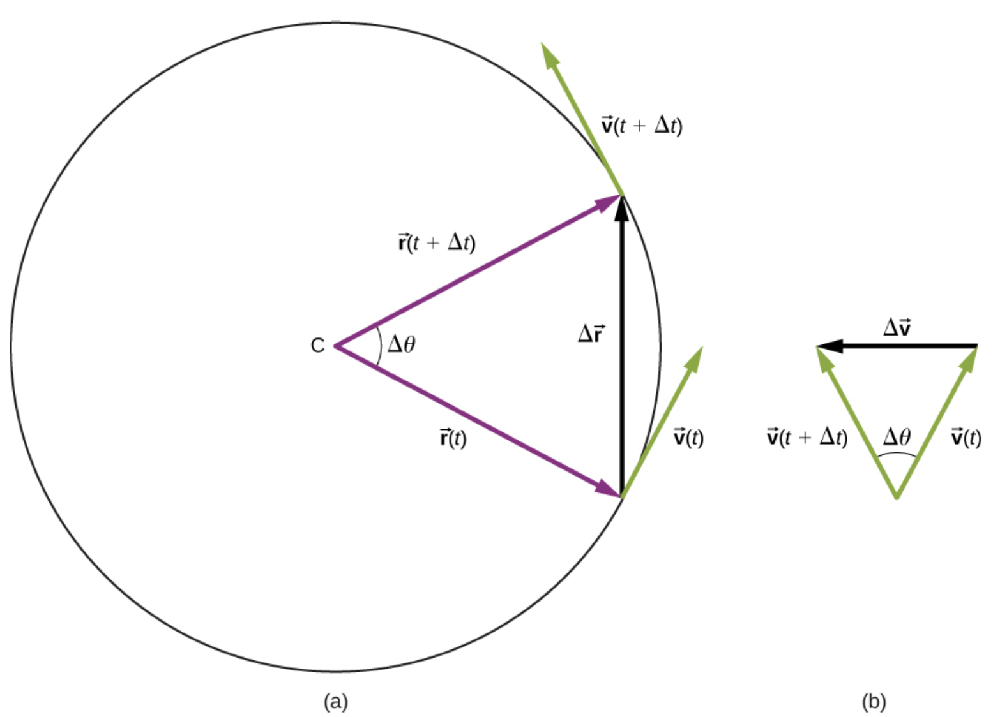 v⃗(t + Δt)
r⃗(t + Δt)
Δr⃗
Δv⃗
C
Δθ
r⃗(t)
v⃗(t)
v⃗(t + Δt)
Δθ
v⃗(t)
(a)
(b)